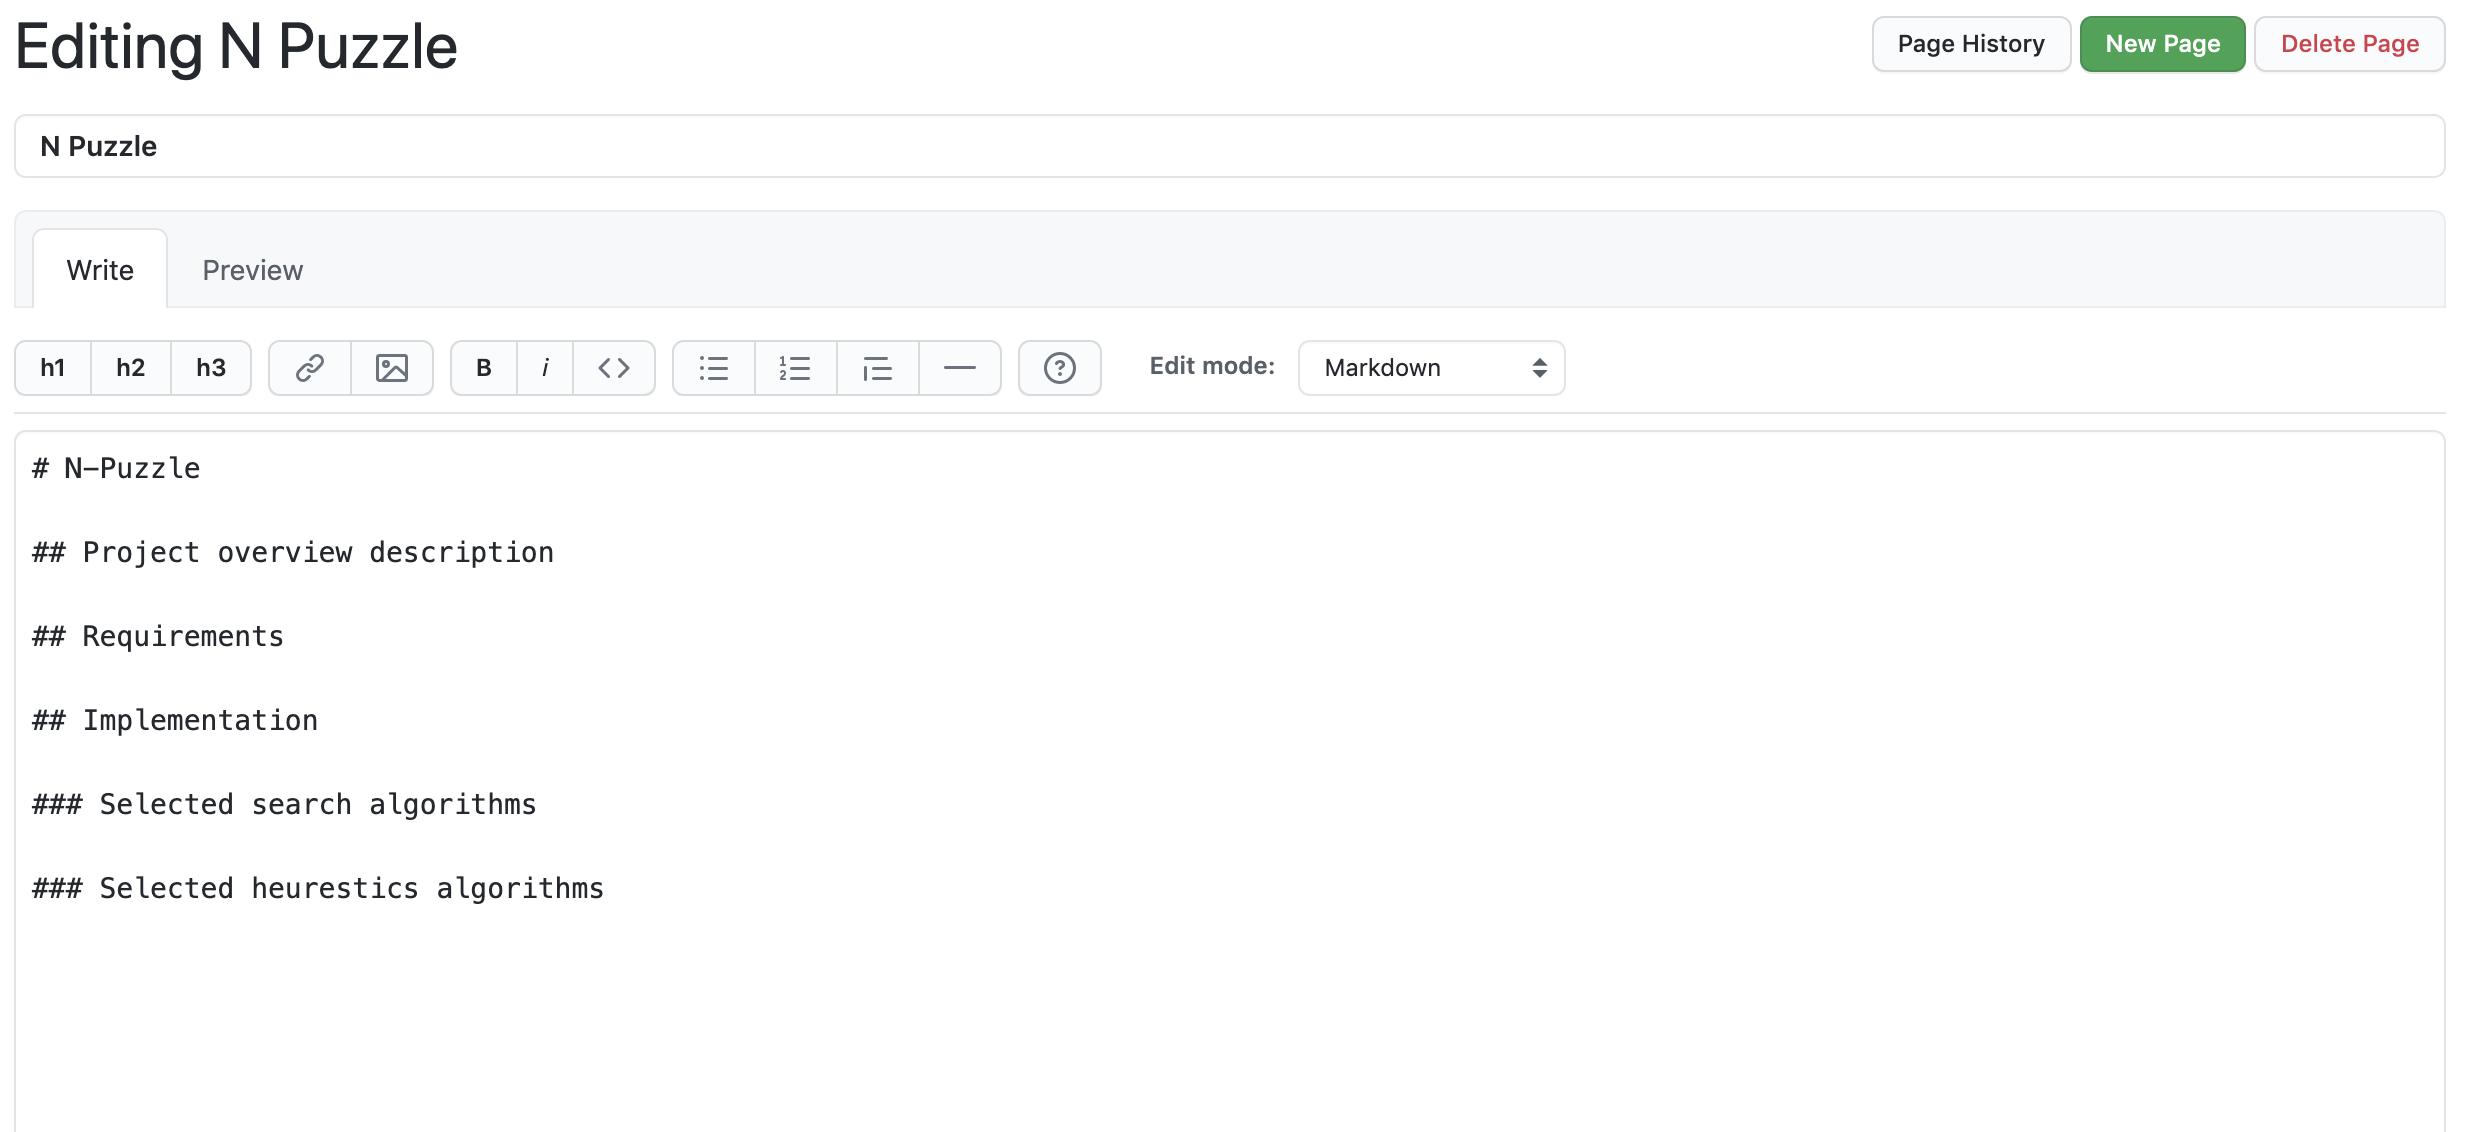 Editing N Puzzle
Page History
New Page
Delete Page
N Puzzle
Write
Preview
h1 h2 h3 B i Edit mode: Markdown
# N-Puzzle
## Project overview description
## Requirements
## Implementation
### Selected search algorithms
### Selected heurestics algorithms